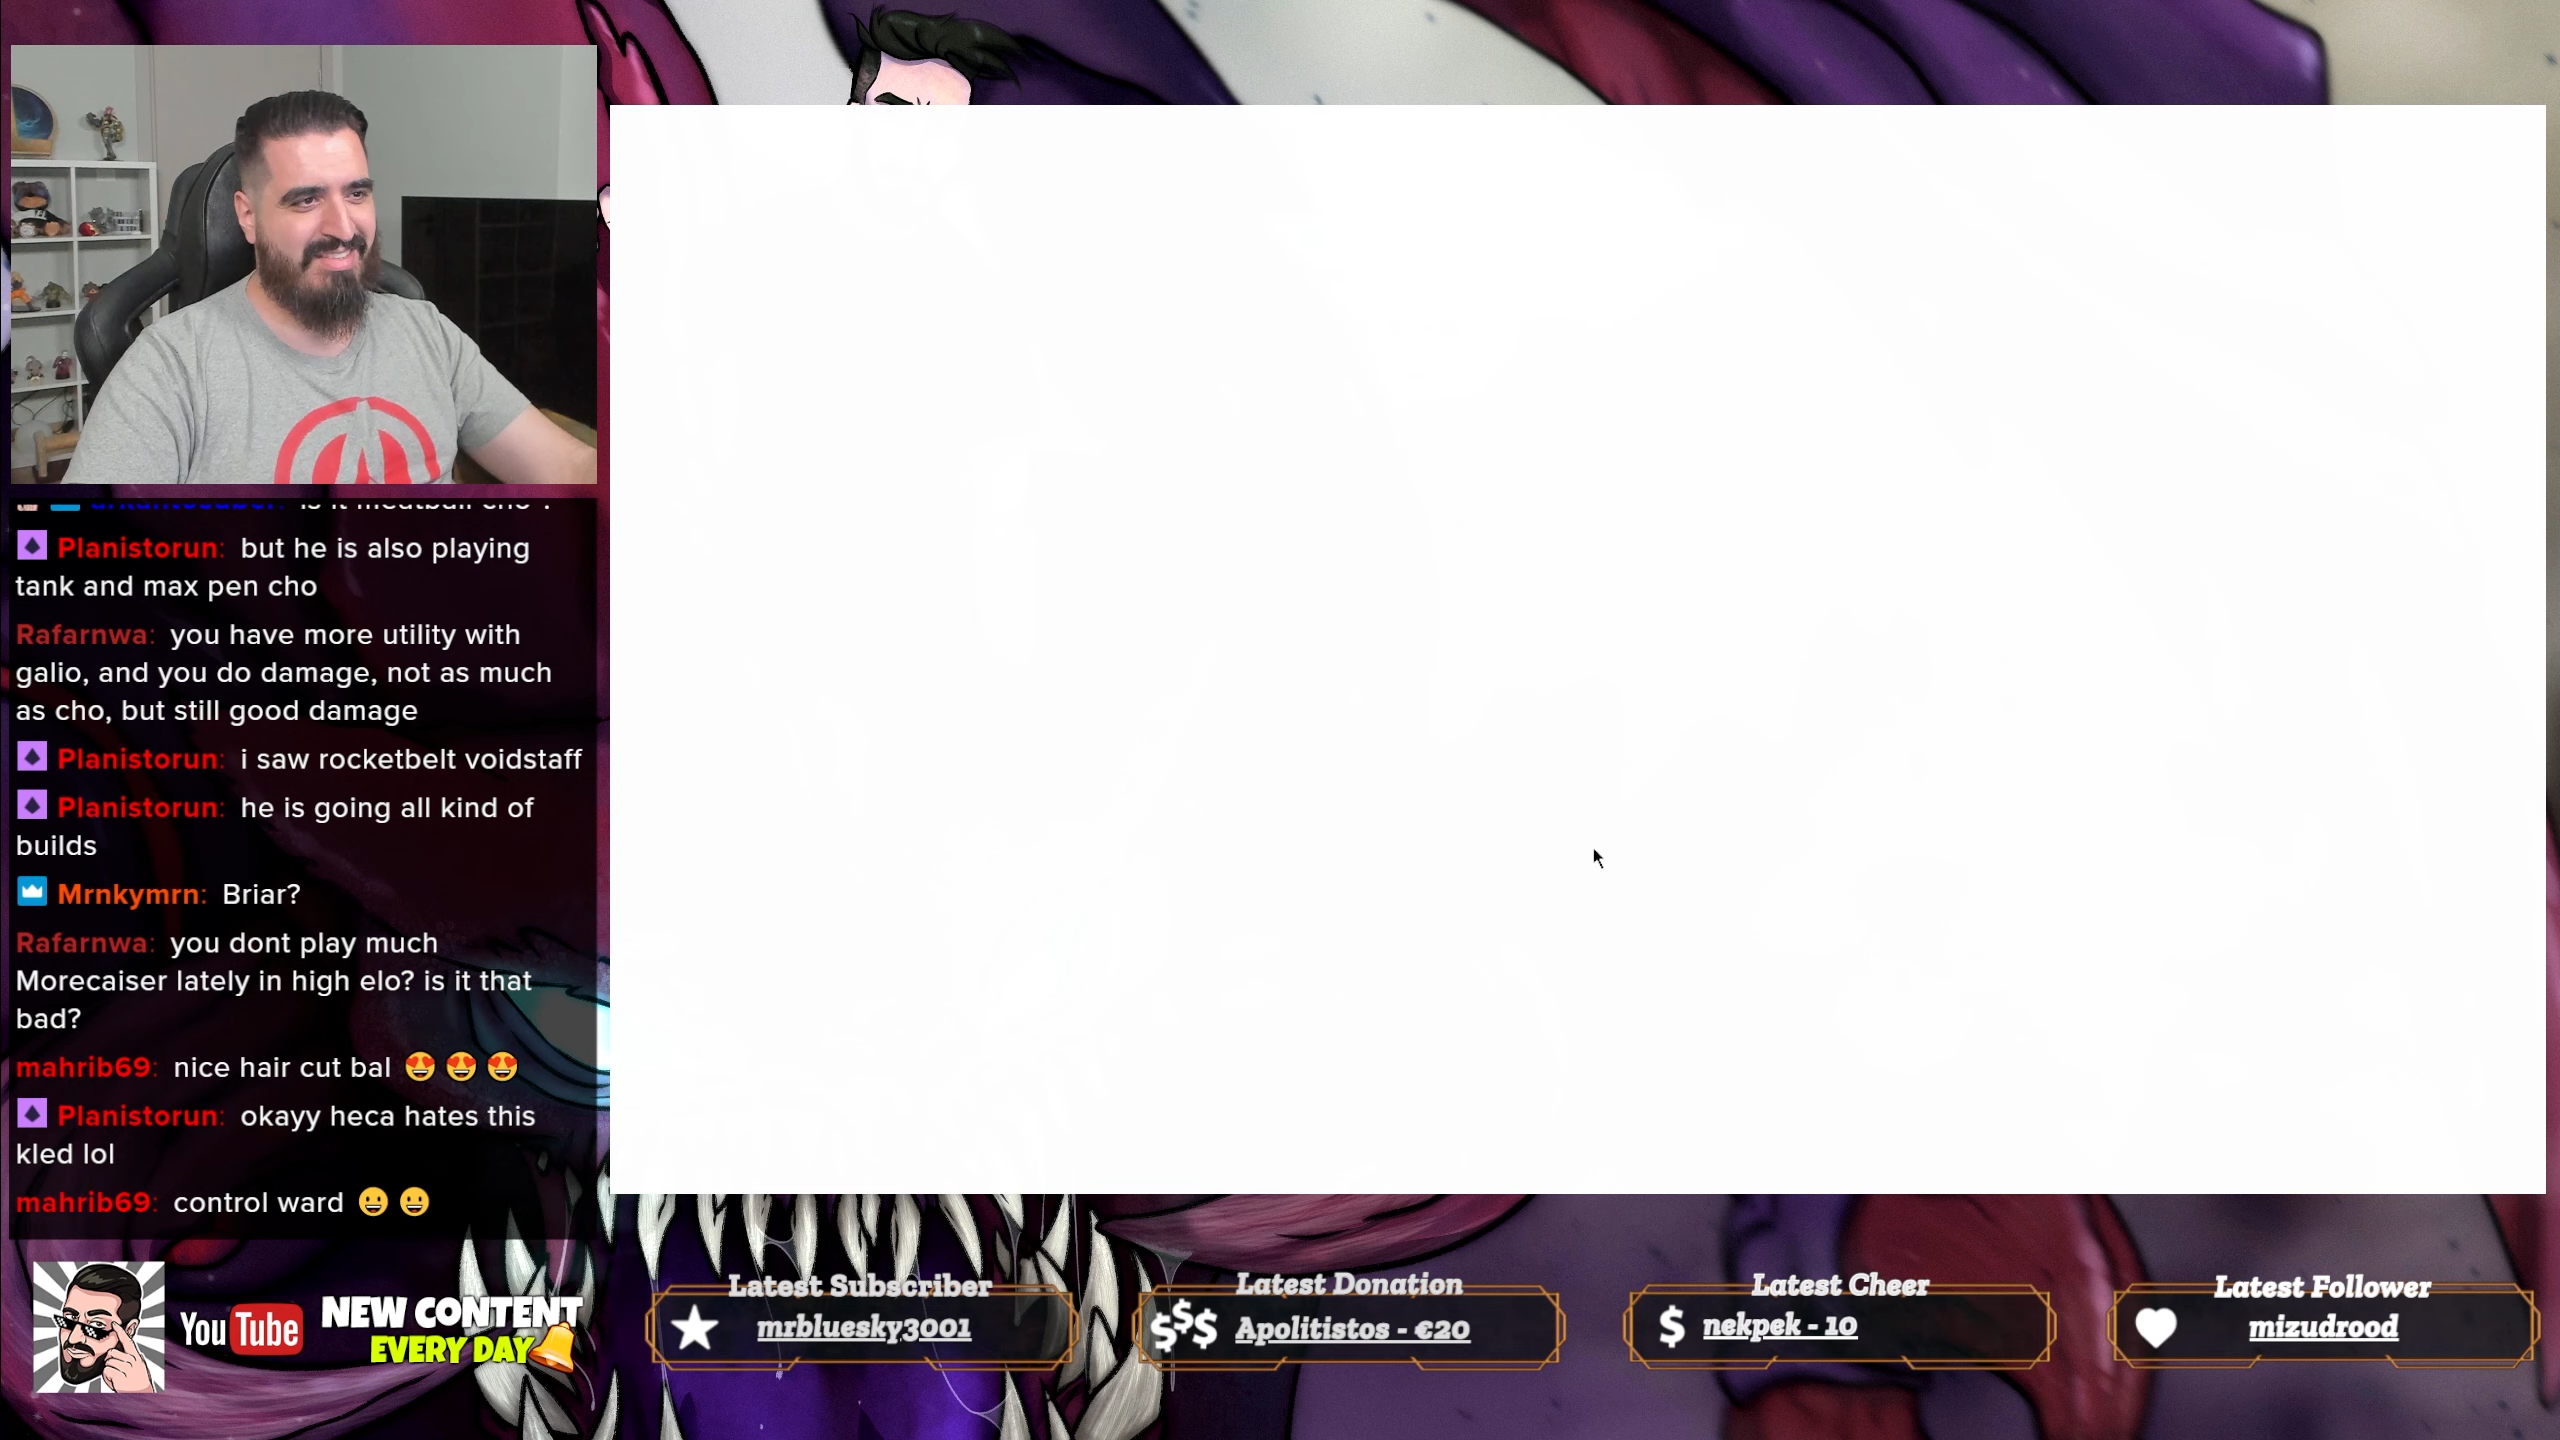 is it meatball cho ?
Planistorun: but he is also playing
tank and max pen cho
Rafarnwa: you have more utility with
galio, and you do damage, not as much
as cho, but still good damage
Planistorun: i saw rocketbelt voidstaff
Planistorun: he is going all kind of
builds
Mrnkymrn: Briar?
Rafarnwa: you dont play much
Morecaiser lately in high elo? is it that
bad?
mahrib69: nice hair cut bal 😍 😍 😍
Planistorun: okayy heca hates this
kled lol
mahrib69: control ward 😀 😀
YouTube
NEW CONTENT
EVERY DAY
Latest Subscriber
mrbluesky3001
Latest Donation
$$$ Apolitistos - €20
Latest Cheer
$ nekpek - 10
Latest Follower
mizudrood